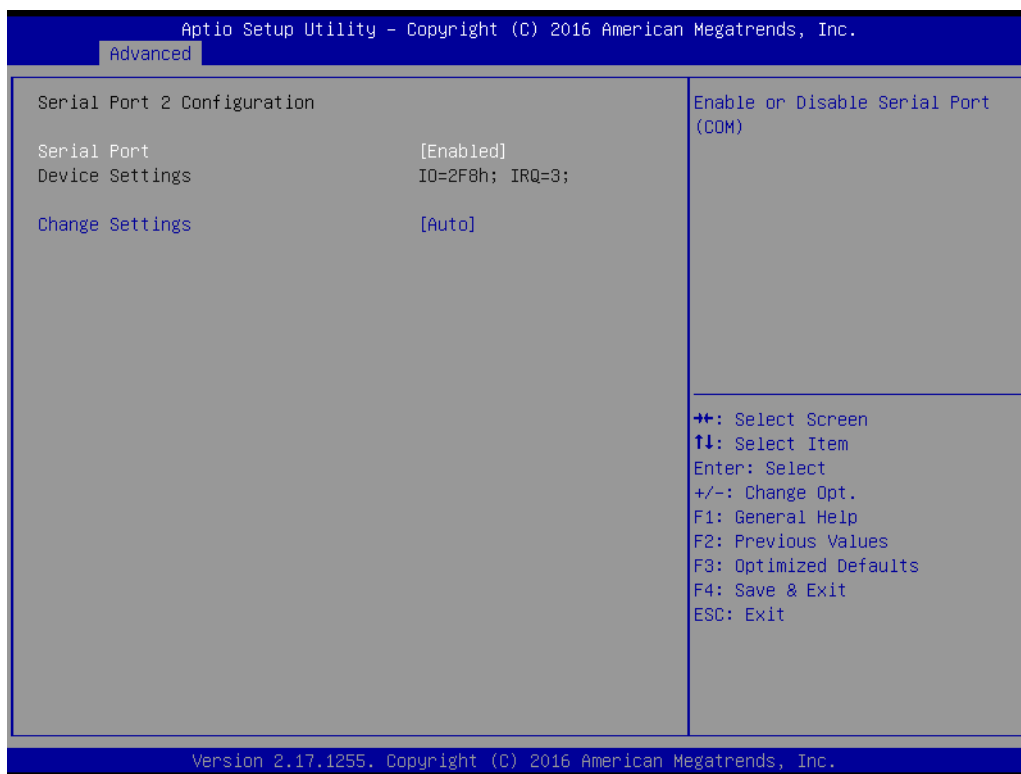 Aptio Setup Utility – Copyright (C) 2016 American Megatrends, Inc.
Advanced
Serial Port 2 Configuration
Serial Port [Enabled]
Device Settings IO=2F8h; IRQ=3;
Change Settings [Auto]
Enable or Disable Serial Port
(COM)
→←: Select Screen
↑↓: Select Item
Enter: Select
+/-: Change Opt.
F1: General Help
F2: Previous Values
F3: Optimized Defaults
F4: Save & Exit
ESC: Exit
Version 2.17.1255. Copyright (C) 2016 American Megatrends, Inc.